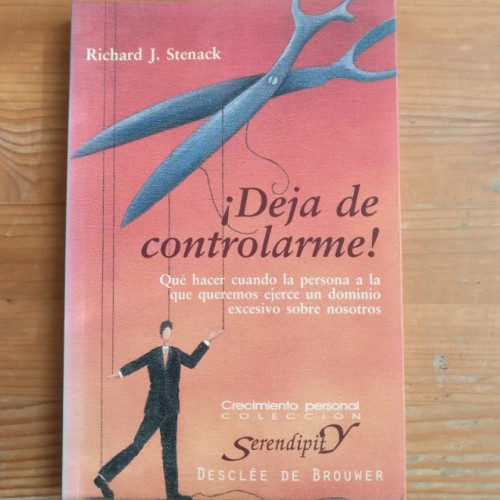 Richard J. Stenack
¡Deja de
controlarme!
Qué hacer cuando la persona a la
que queremos ejerce un dominio
excesivo sobre nosotros
Crecimiento personal
COLECCIÓN
Serendipity
DESCLÉE DE BROUWER